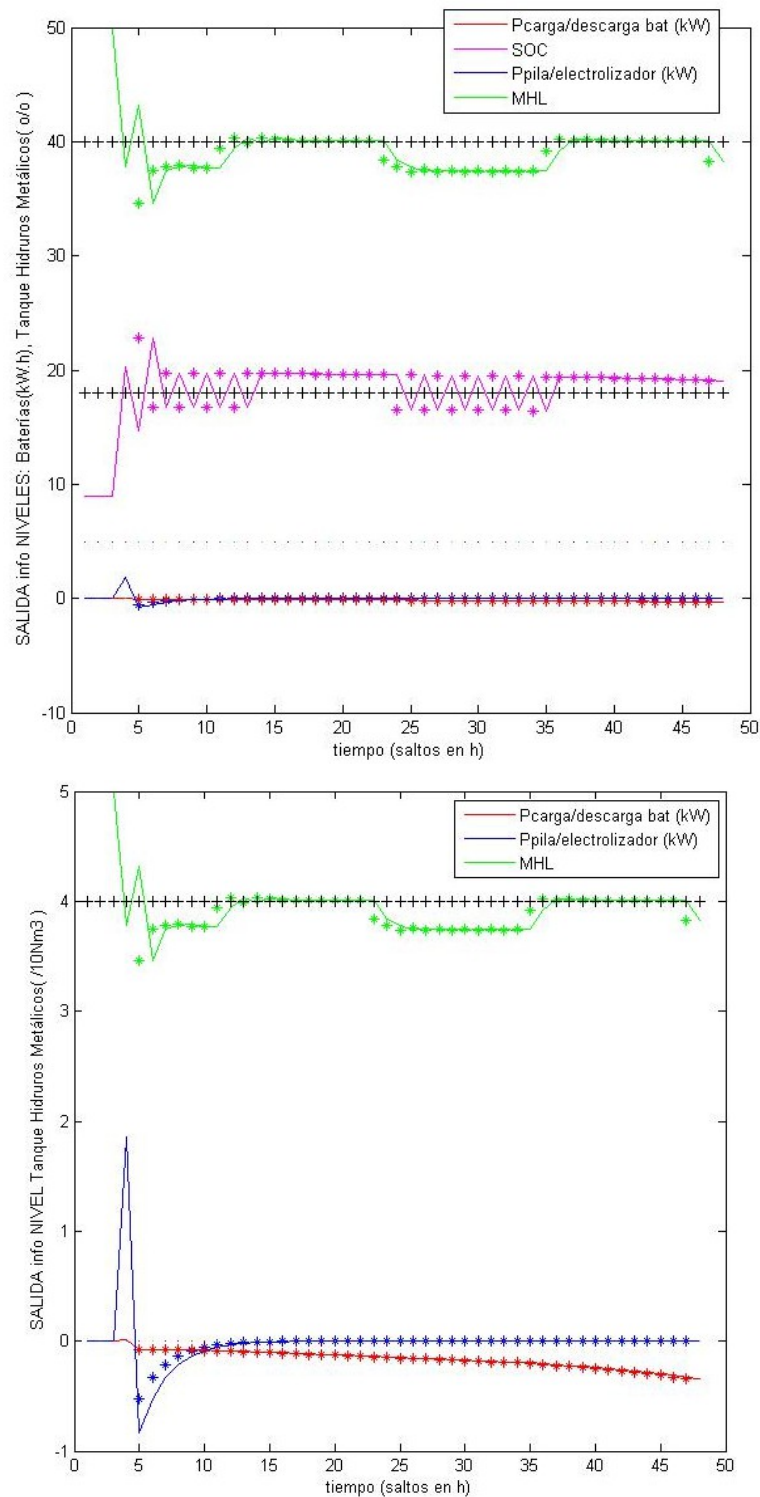 50
40
30
20
10
0
-10
SALIDA info NIVELES: Baterías(kW.h), Tanque Hidruros Metálicos( o/o )
Pcarga/descarga bat (kW)
SOC
Ppila/electrolizador (kW)
MHL
0 5 10 15 20 25 30 35 40 45 50
tiempo (saltos en h)
5
4
3
2
1
0
-1
SALIDA info NIVEL Tanque Hidruros Metálicos( /10Nm3 )
Pcarga/descarga bat (kW)
Ppila/electrolizador (kW)
MHL
0 5 10 15 20 25 30 35 40 45 50
tiempo (saltos en h)